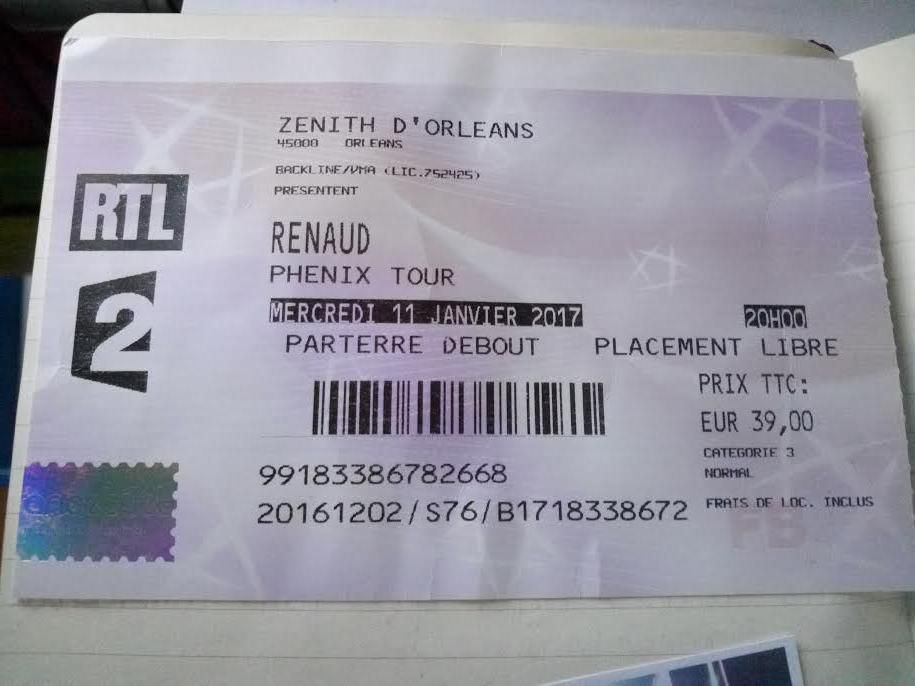 ZENITH D'ORLEANS
45000 ORLEANS
BACKLINE/VMA (LIC.752425)
PRESENTENT
RTL
2
RENAUD
PHENIX TOUR
MERCREDI 11 JANVIER 2017 20H00
PARTERRE DEBOUT PLACEMENT LIBRE
PRIX TTC:
EUR 39,00
CATEGORIE 3
NORMAL
99183386782668
20161202/S76/B1718338672
FRAIS DE LOC. INCLUS
FB